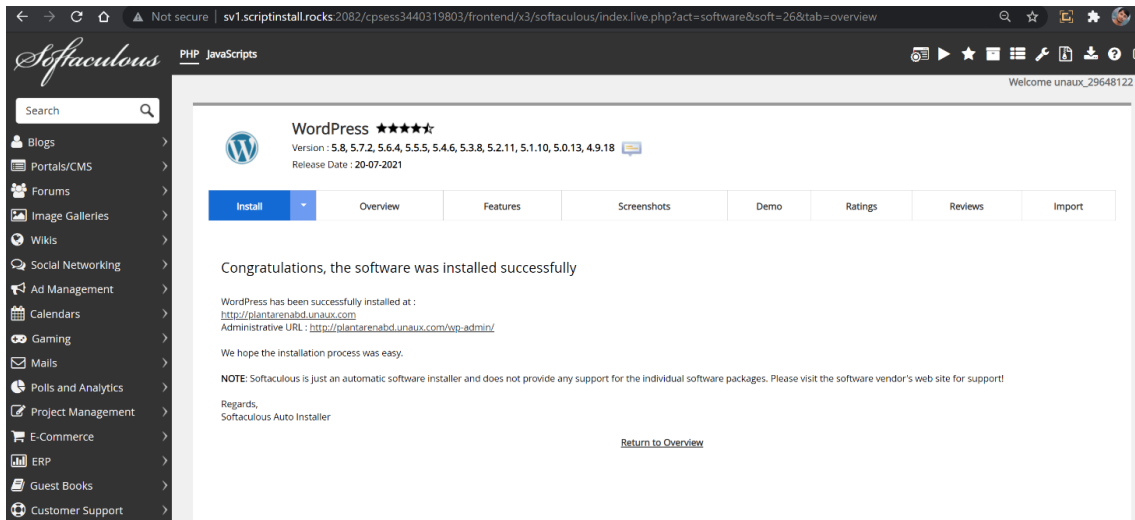 Not secure | sv1.scriptinstall.rocks:2082/cpsess3440319803/frontend/x3/softaculous/index.live.php?act=software&soft=26&tab=overview
Softaculous
PHP JavaScripts
Welcome unaux_29648122
Search
Blogs
Portals/CMS
Forums
Image Galleries
Wikis
Social Networking
Ad Management
Calendars
Gaming
Mails
Polls and Analytics
Project Management
E-Commerce
ERP
Guest Books
Customer Support
WordPress
Version : 5.8, 5.7.2, 5.6.4, 5.5.5, 5.4.6, 5.3.8, 5.2.11, 5.1.10, 5.0.13, 4.9.18
Release Date : 20-07-2021
Install Overview Features Screenshots Demo Ratings Reviews Import
Congratulations, the software was installed successfully
WordPress has been successfully installed at :
http://plantarenabd.unaux.com
Administrative URL : http://plantarenabd.unaux.com/wp-admin/
We hope the installation process was easy.
NOTE: Softaculous is just an automatic software installer and does not provide any support for the individual software packages. Please visit the software vendor's web site for support!
Regards,
Softaculous Auto Installer
Return to Overview